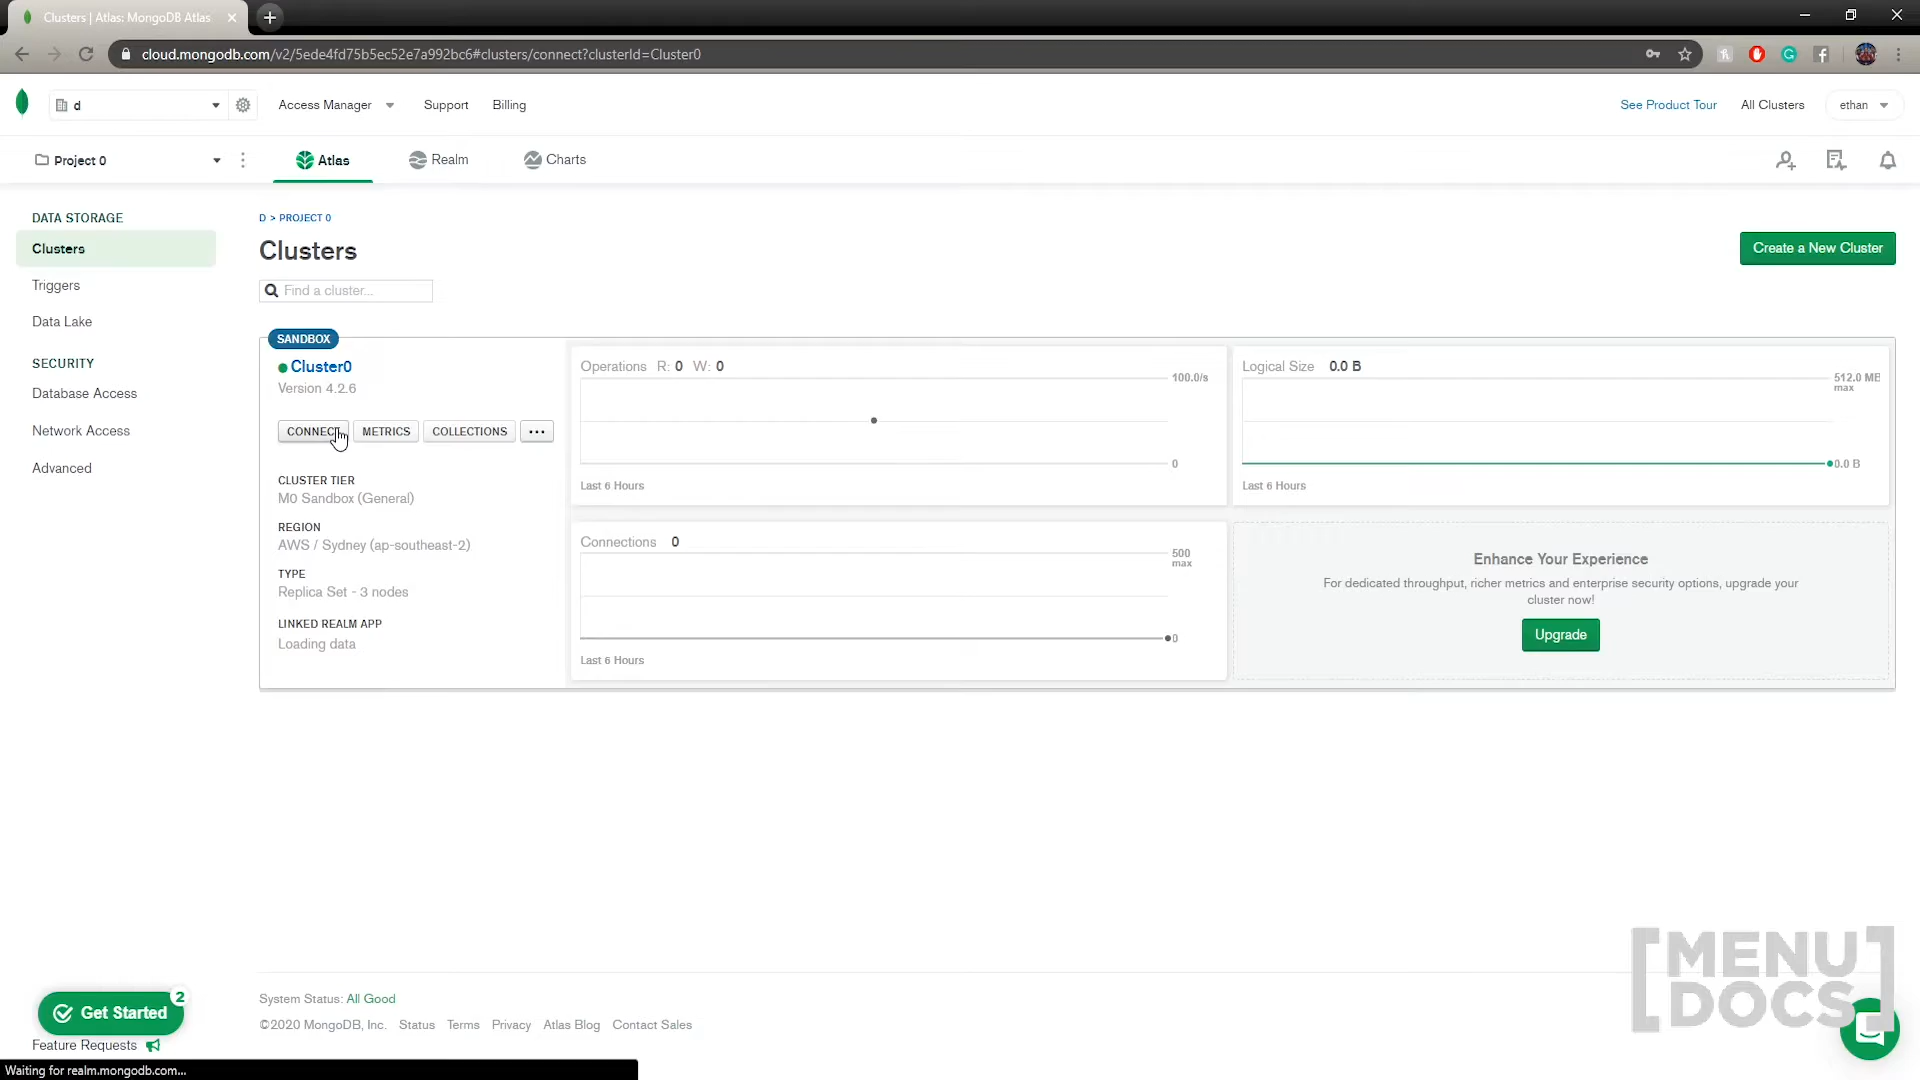 Clusters | Atlas: MongoDB Atlas
cloud.mongodb.com/v2/5ede4fd75b5ec52e7a992bc6#clusters/connect?clusterId=Cluster0
d
Access Manager
Support
Billing
See Product Tour
All Clusters
ethan
Project 0
Atlas
Realm
Charts
DATA STORAGE
Clusters
Triggers
Data Lake
SECURITY
Database Access
Network Access
Advanced
D > PROJECT 0
Clusters
Create a New Cluster
Find a cluster...
SANDBOX
Cluster0
Version 4.2.6
CONNECT
METRICS
COLLECTIONS
...
CLUSTER TIER
M0 Sandbox (General)
REGION
AWS / Sydney (ap-southeast-2)
TYPE
Replica Set - 3 nodes
LINKED REALM APP
Loading data
Operations R: 0 W: 0
100.0/s
0
Last 6 Hours
Logical Size 0.0 B
512.0 MB
max
0.0 B
Last 6 Hours
Connections 0
500
max
0
Last 6 Hours
Enhance Your Experience
For dedicated throughput, richer metrics and enterprise security options, upgrade your
cluster now!
Upgrade
System Status: All Good
©2020 MongoDB, Inc. Status Terms Privacy Atlas Blog Contact Sales
Get Started
2
Feature Requests
Waiting for realm.mongodb.com...
[MENU
DOCS]